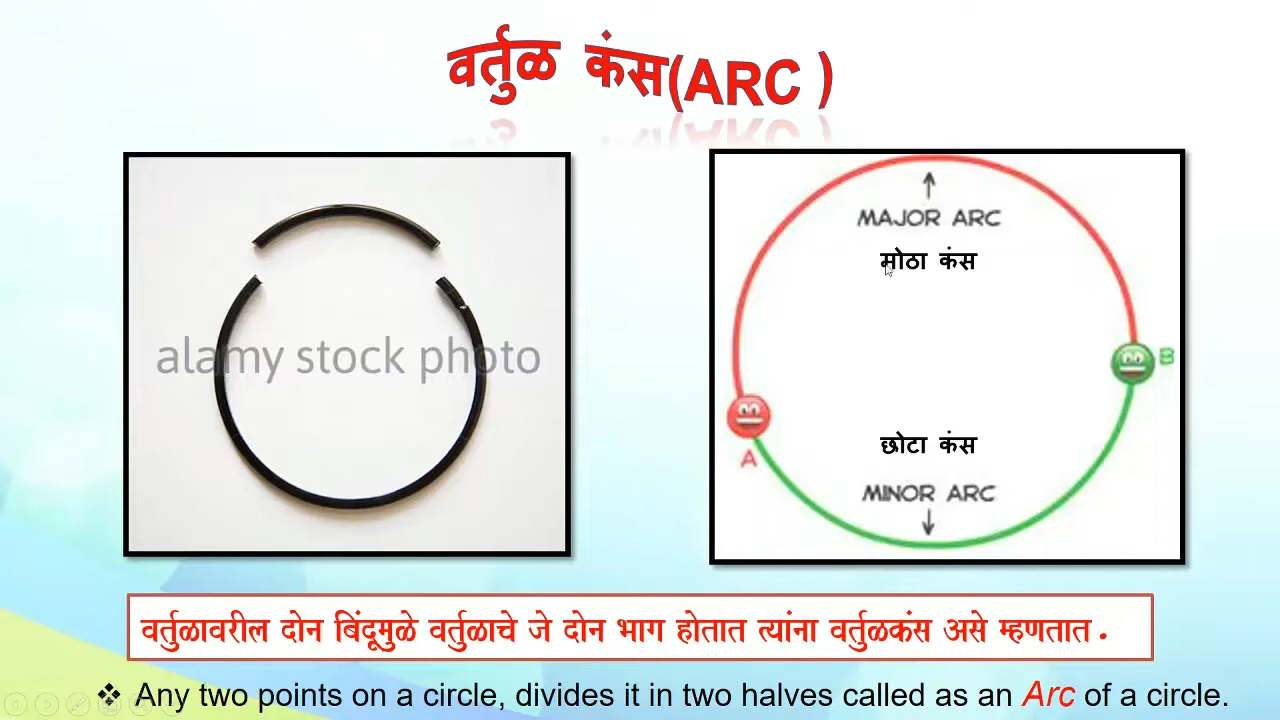 वर्तुळ कंस(ARC )
alamy stock photo
MAJOR ARC
मोठा कंस
B
A
छोटा कंस
MINOR ARC
वर्तुळावरील दोन बिंदूमुळे वर्तुळाचे जे दोन भाग होतात त्यांना वर्तुळकंस असे म्हणतात .
❖ Any two points on a circle, divides it in two halves called as an Arc of a circle.